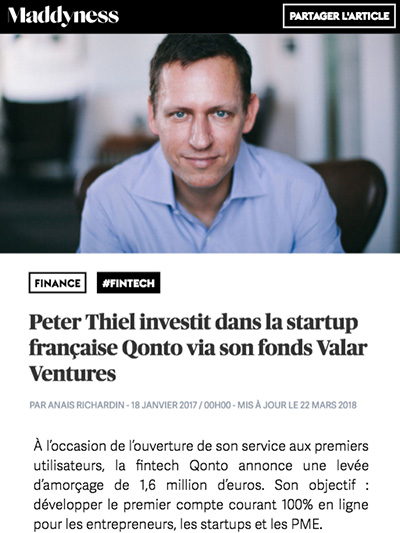 Maddyness
PARTAGER L'ARTICLE
FINANCE
#FINTECH
Peter Thiel investit dans la startup
française Qonto via son fonds Valar
Ventures
PAR ANAIS RICHARDIN - 18 JANVIER 2017 / 00H00 - MIS À JOUR LE 22 MARS 2018
À l’occasion de l’ouverture de son service aux premiers
utilisateurs, la fintech Qonto annonce une levée
d’amorçage de 1,6 million d’euros. Son objectif :
développer le premier compte courant 100% en ligne
pour les entrepreneurs, les startups et les PME.